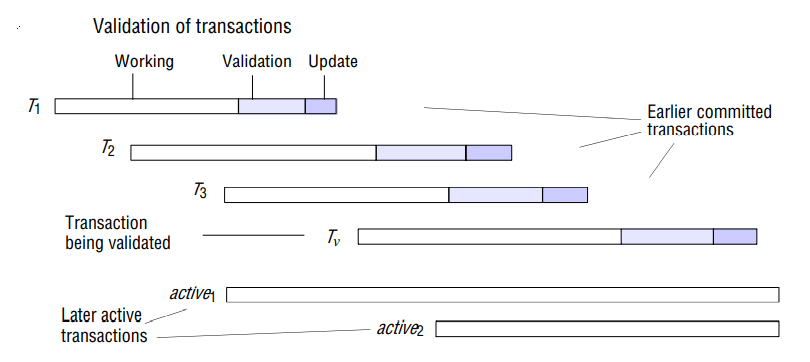 Validation of transactions
Working Validation Update
T1
Earlier committed
transactions
T2
T3
Transaction
being validated
Tv
active1
Later active
transactions
active2